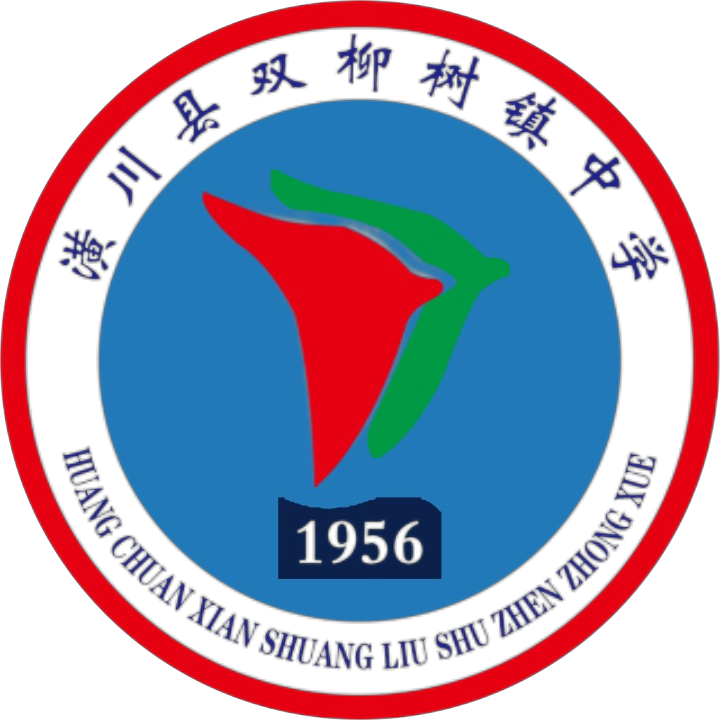 潢川县双柳树镇中学
1956
HUANG CHUAN XIAN SHUANG LIU SHU ZHEN ZHONG XUE